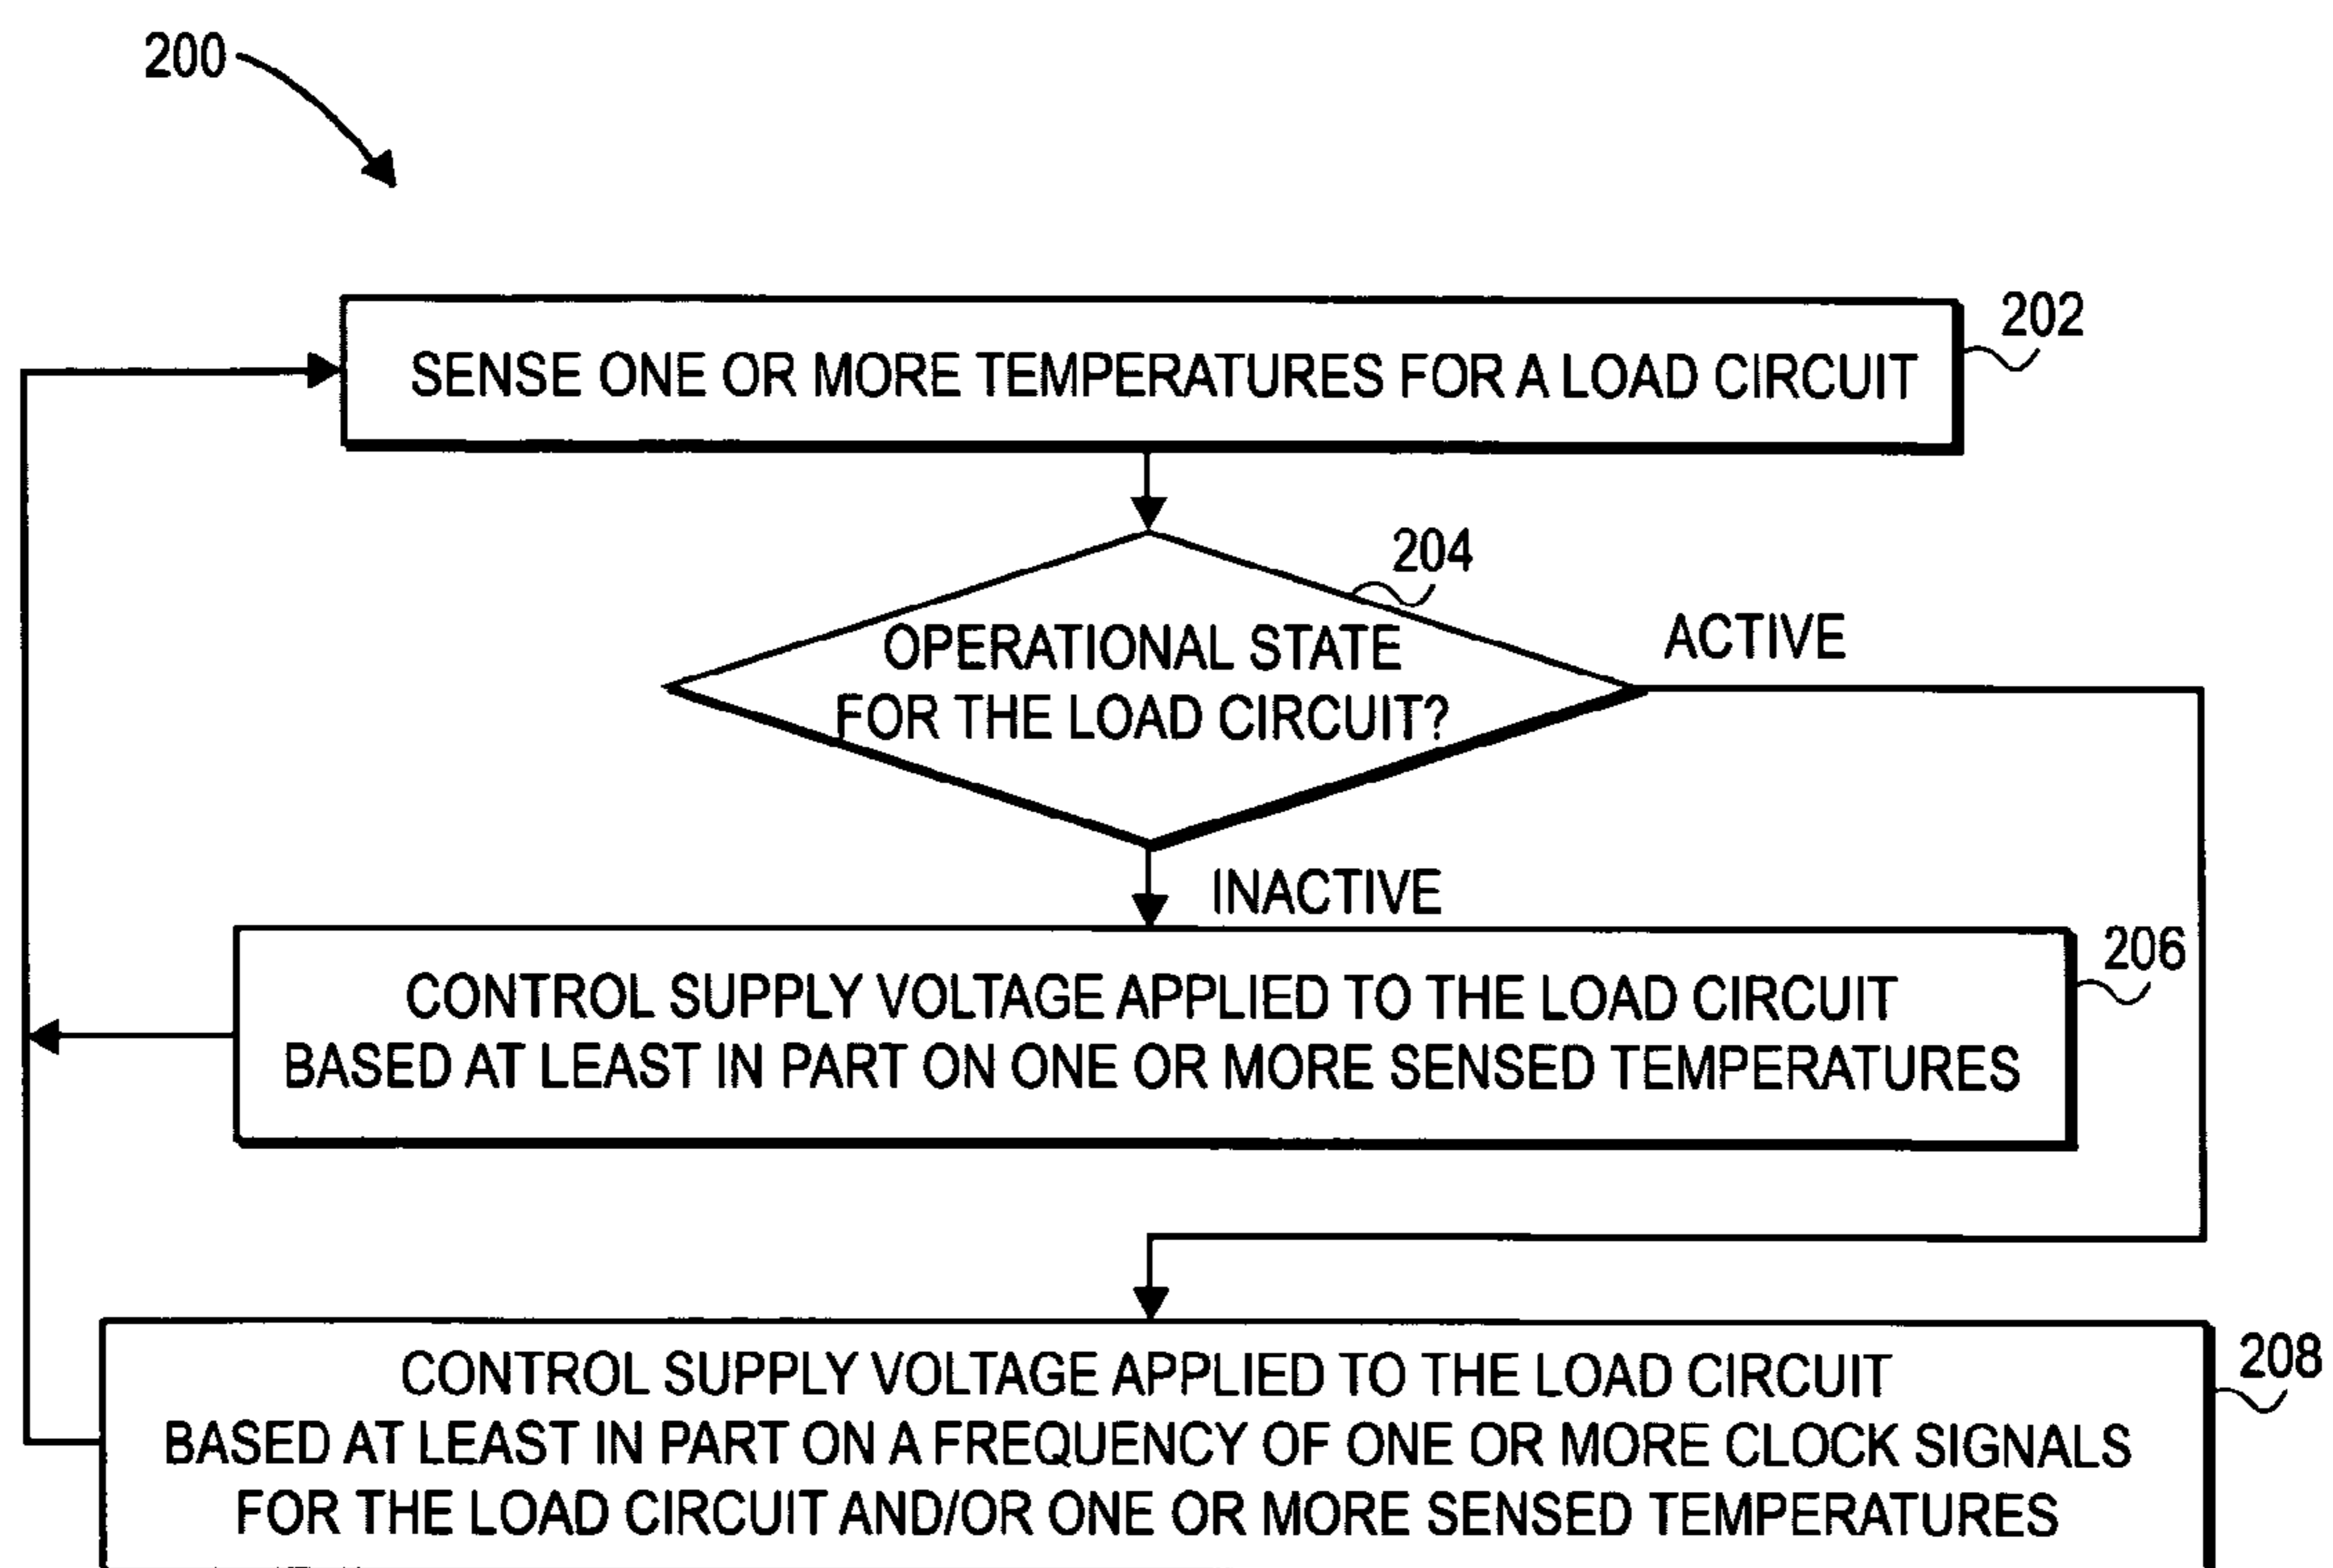 200
202
SENSE ONE OR MORE TEMPERATURES FOR A LOAD CIRCUIT
204
OPERATIONAL STATE
FOR THE LOAD CIRCUIT?
ACTIVE
INACTIVE
206
CONTROL SUPPLY VOLTAGE APPLIED TO THE LOAD CIRCUIT
BASED AT LEAST IN PART ON ONE OR MORE SENSED TEMPERATURES
208
CONTROL SUPPLY VOLTAGE APPLIED TO THE LOAD CIRCUIT
BASED AT LEAST IN PART ON A FREQUENCY OF ONE OR MORE CLOCK SIGNALS
FOR THE LOAD CIRCUIT AND/OR ONE OR MORE SENSED TEMPERATURES